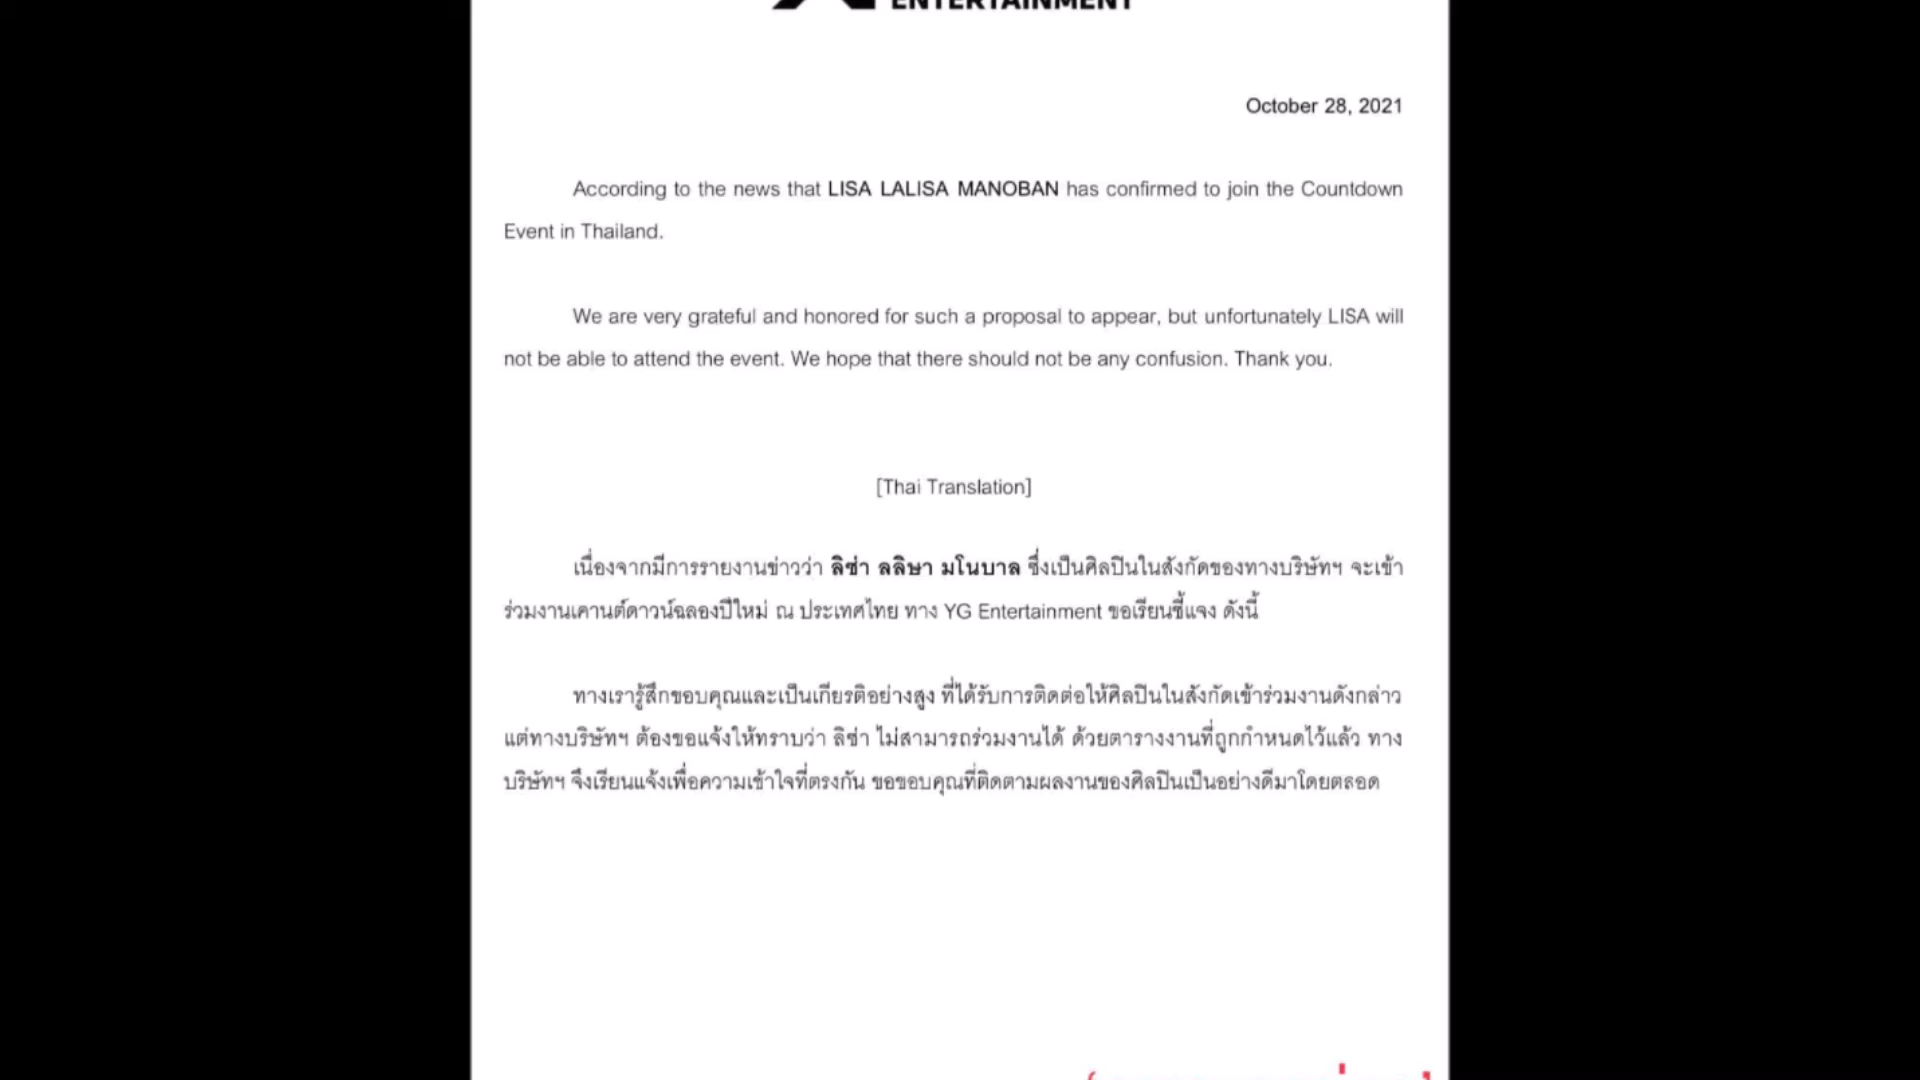 ENTERTAINMENT
October 28, 2021
According to the news that LISA LALISA MANOBAN has confirmed to join the Countdown
Event in Thailand.
We are very grateful and honored for such a proposal to appear, but unfortunately LISA will
not be able to attend the event. We hope that there should not be any confusion. Thank you.
[Thai Translation]
เนื่องจากมีการรายงานข่าวว่า ลิซ่า ลลิษา มโนบาล ซึ่งเป็นศิลปินในสังกัดของทางบริษัทฯ จะเข้า
ร่วมงานเคานต์ดาวน์ฉลองปีใหม่ ณ ประเทศไทย ทาง YG Entertainment ขอเรียนชี้แจง ดังนี้
ทางเรารู้สึกขอบคุณและเป็นเกียรติอย่างสูง ที่ได้รับการติดต่อให้ศิลปินในสังกัดเข้าร่วมงานดังกล่าว
แต่ทางบริษัทฯ ต้องขอแจ้งให้ทราบว่า ลิซ่า ไม่สามารถร่วมงานได้ ด้วยตารางงานที่ถูกกำหนดไว้แล้ว ทาง
บริษัทฯ จึงเรียนแจ้งเพื่อความเข้าใจที่ตรงกัน ขอขอบคุณที่ติดตามผลงานของศิลปินเป็นอย่างดีมาโดยตลอด